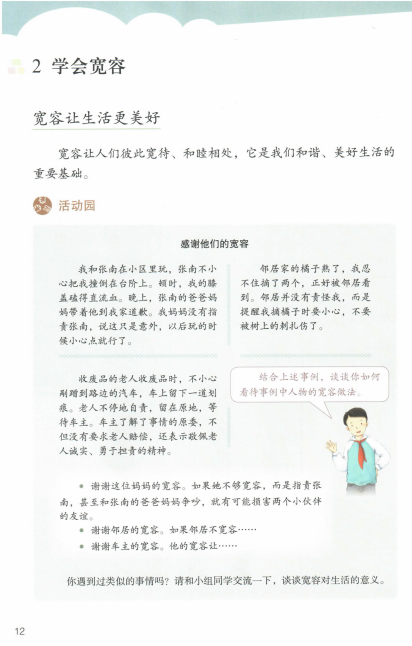 2 学会宽容
宽容让生活更美好
宽容让人们彼此宽待、和睦相处，它是我们和谐、美好生活的
重要基础。
活动园
感谢他们的宽容
我和张南在小区里玩，张南不小
心把我撞倒在台阶上。顿时，我的膝
盖磕得直流血。晚上，张南的爸爸妈
妈带着他到我家道歉。我妈妈没有指
责张南，说这只是意外，以后玩的时
候小心点就行了。
邻居家的橘子熟了，我忍
不住摘了两个，正好被邻居看
到。邻居并没有责怪我，而是
提醒我摘橘子时要小心，不要
被树上的刺扎伤了。
收废品的老人收废品时，不小心
剐蹭到路边的汽车，车上留下一道划
痕。老人不停地自责，留在原地，等
待车主。车主了解了事情的原委，不
但没有要求老人赔偿，还表示敬佩老
人诚实、勇于担责的精神。
结合上述事例，谈谈你如何
看待事例中人物的宽容做法。
• 谢谢这位妈妈的宽容。如果她不够宽容，而是指责张
南，甚至和张南的爸爸妈妈争吵，就有可能损害两个小伙伴
的友谊。
• 谢谢邻居的宽容。如果邻居不宽容……
• 谢谢车主的宽容。他的宽容让……
你遇到过类似的事情吗？请和小组同学交流一下，谈谈宽容对生活的意义。
12